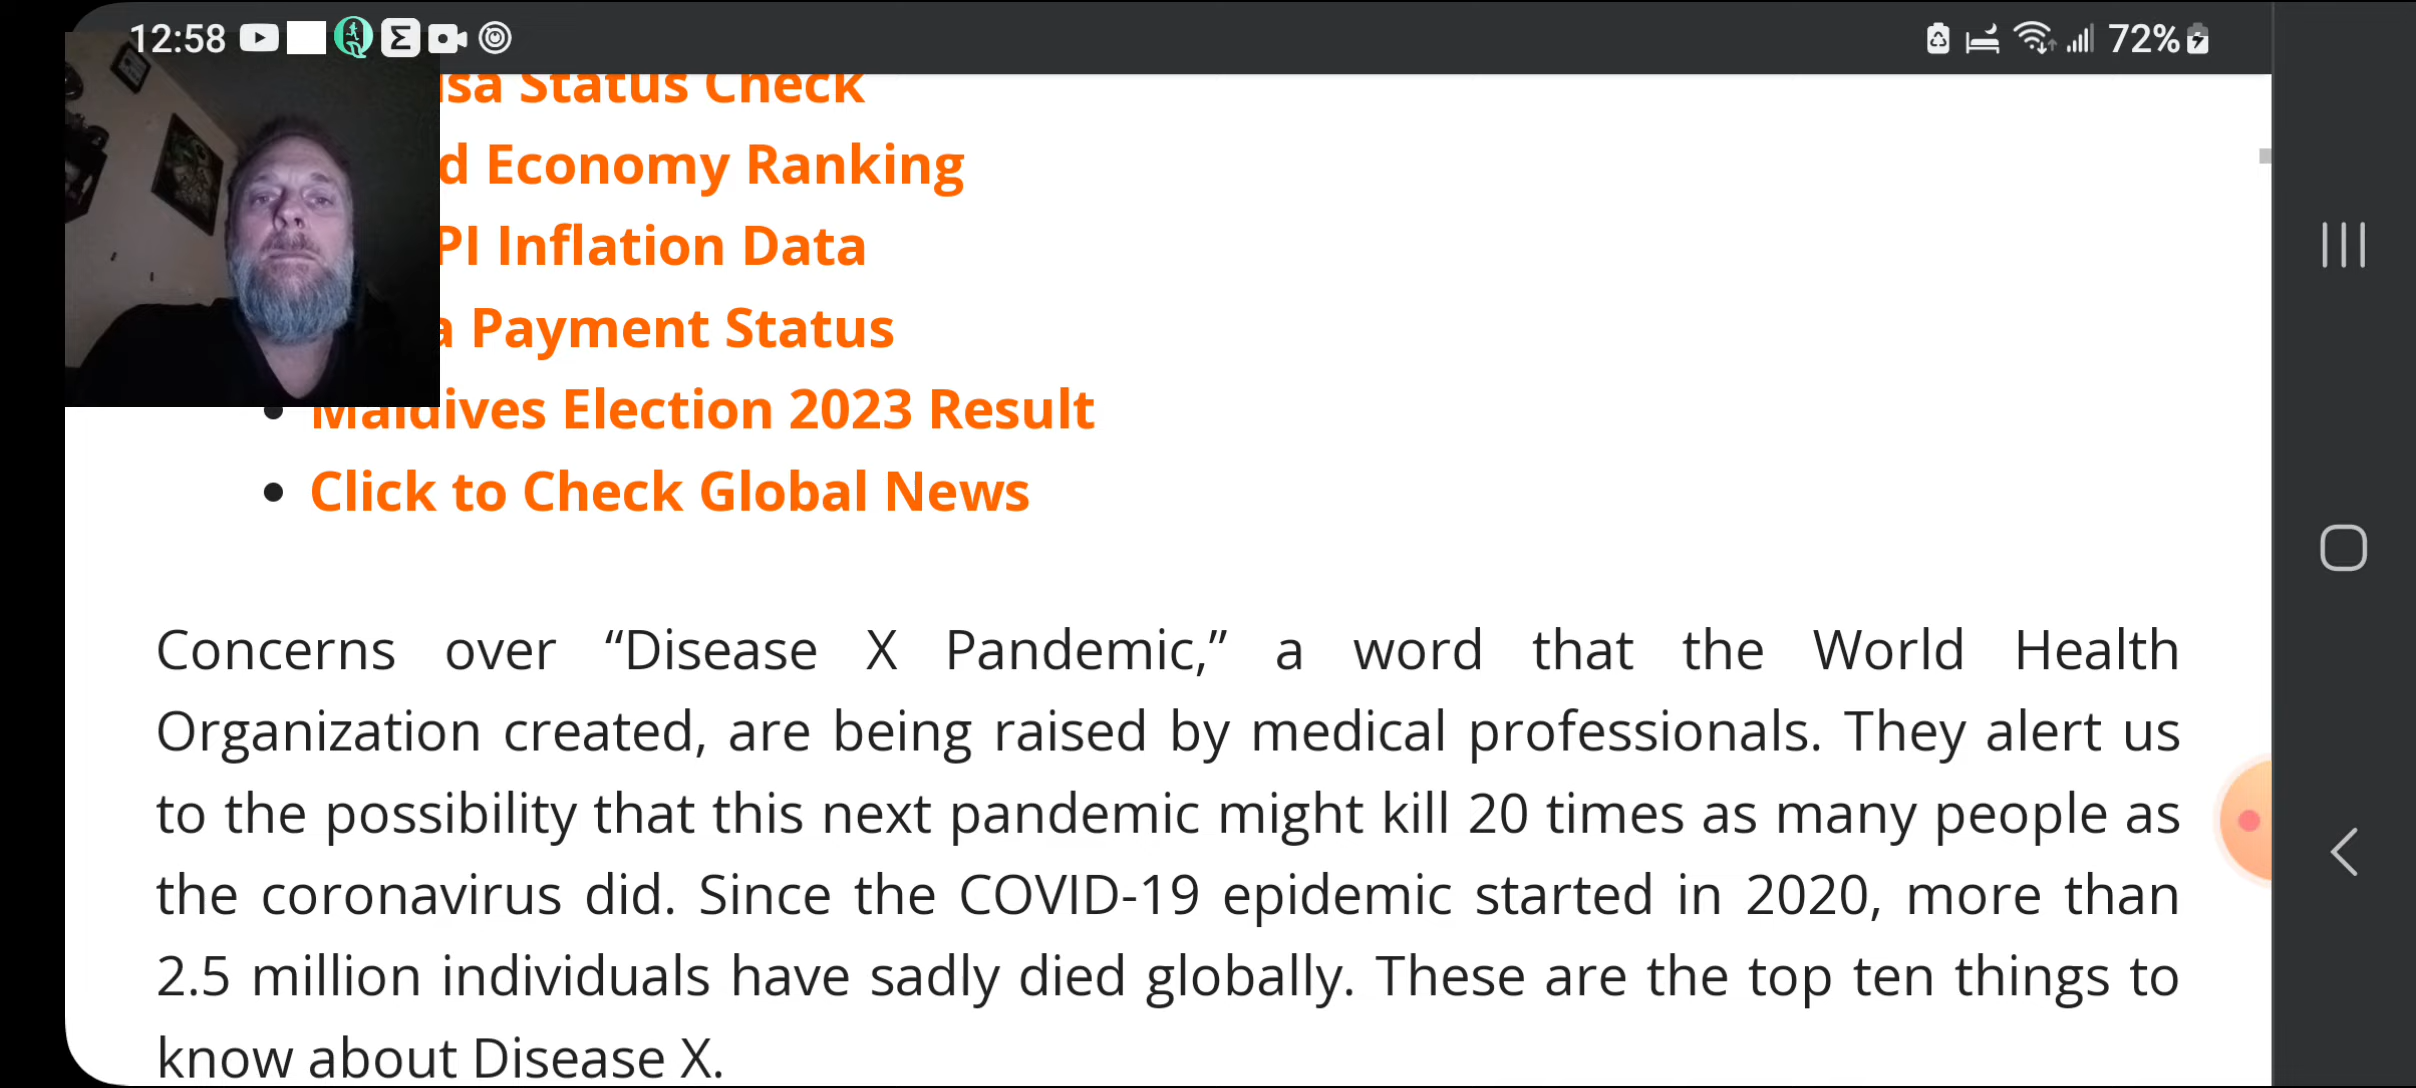 12:58 72%
Status Check
Economy Ranking
PI Inflation Data
Payment Status
Maldives Election 2023 Result
Click to Check Global News
Concerns over “Disease X Pandemic,” a word that the World Health
Organization created, are being raised by medical professionals. They alert us
to the possibility that this next pandemic might kill 20 times as many people as
the coronavirus did. Since the COVID-19 epidemic started in 2020, more than
2.5 million individuals have sadly died globally. These are the top ten things to
know about Disease X.